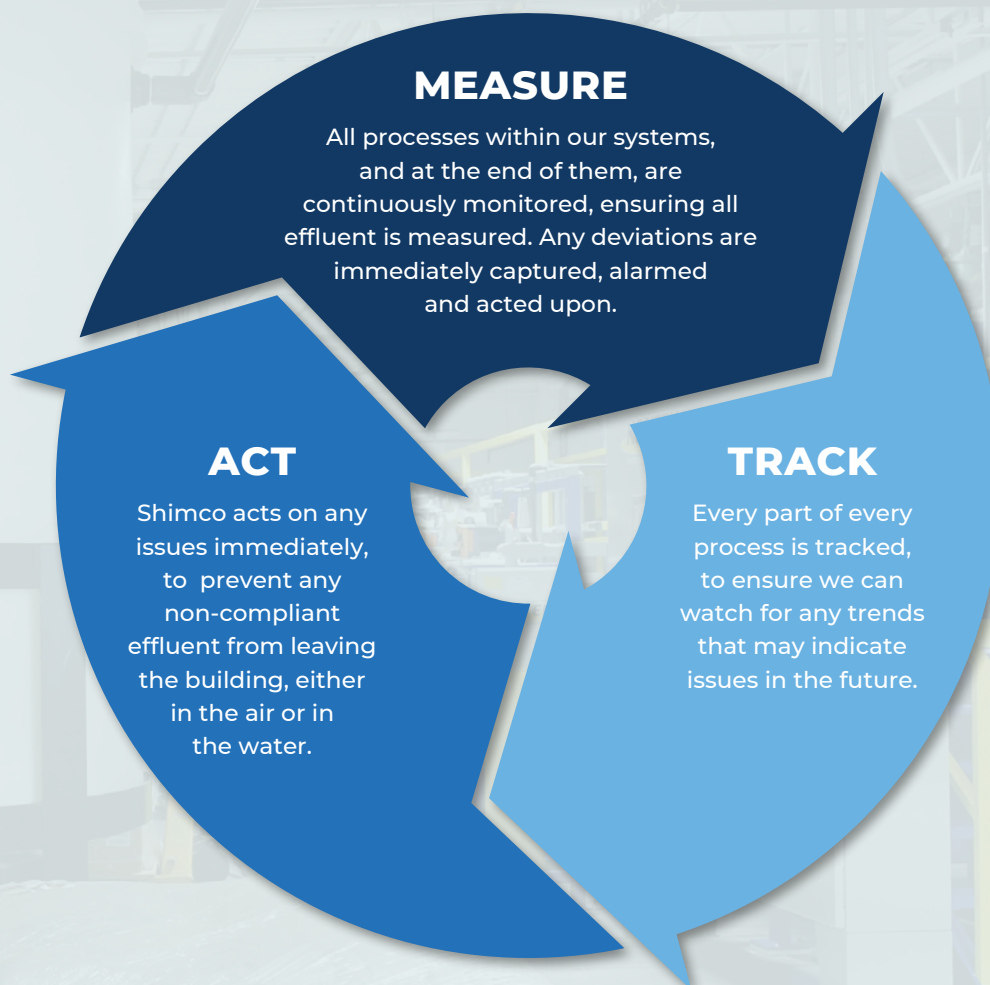 MEASURE
All processes within our systems,
and at the end of them, are
continuously monitored, ensuring all
effluent is measured. Any deviations are
immediately captured, alarmed
and acted upon.
TRACK
Every part of every
process is tracked,
to ensure we can
watch for any trends
that may indicate
issues in the future.
ACT
Shimco acts on any
issues immediately,
to  prevent any
non-compliant
effluent from leaving
the building, either
in the air or in
the water.